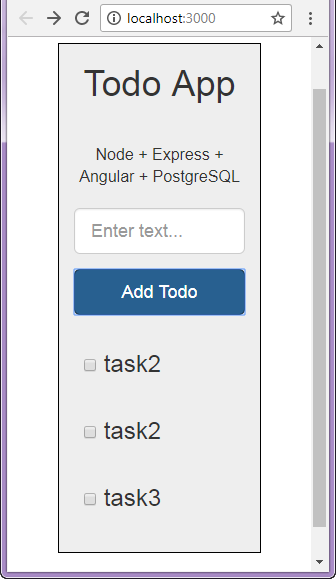 localhost:3000
Todo App
Node + Express +
Angular + PostgreSQL
Enter text...
Add Todo
task2
task2
task3